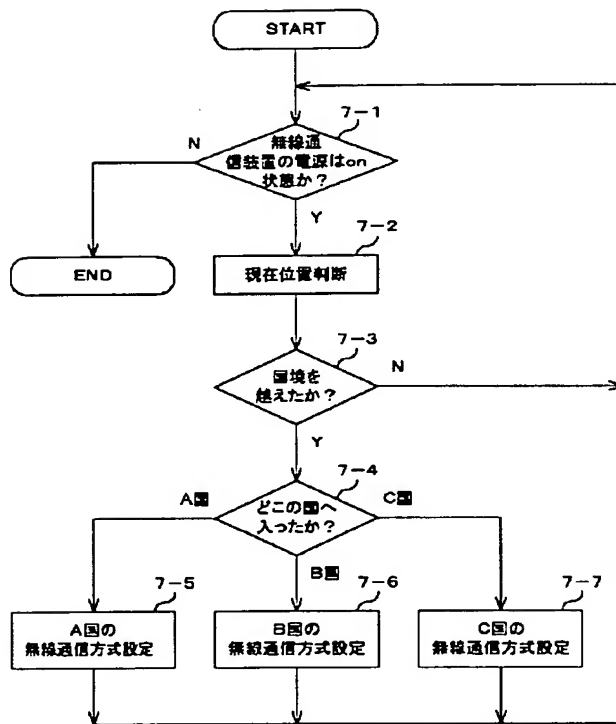 START
7-1
N
無線通
信装置の電源はon
状態か？
Y
7-2
END
現在位置判断
7-3
国境を
越えたか？
N
Y
7-4
A国
どこの国へ
入ったか？
C国
B国
7-5
7-6
7-7
A国の
無線通信方式設定
B国の
無線通信方式設定
C国の
無線通信方式設定